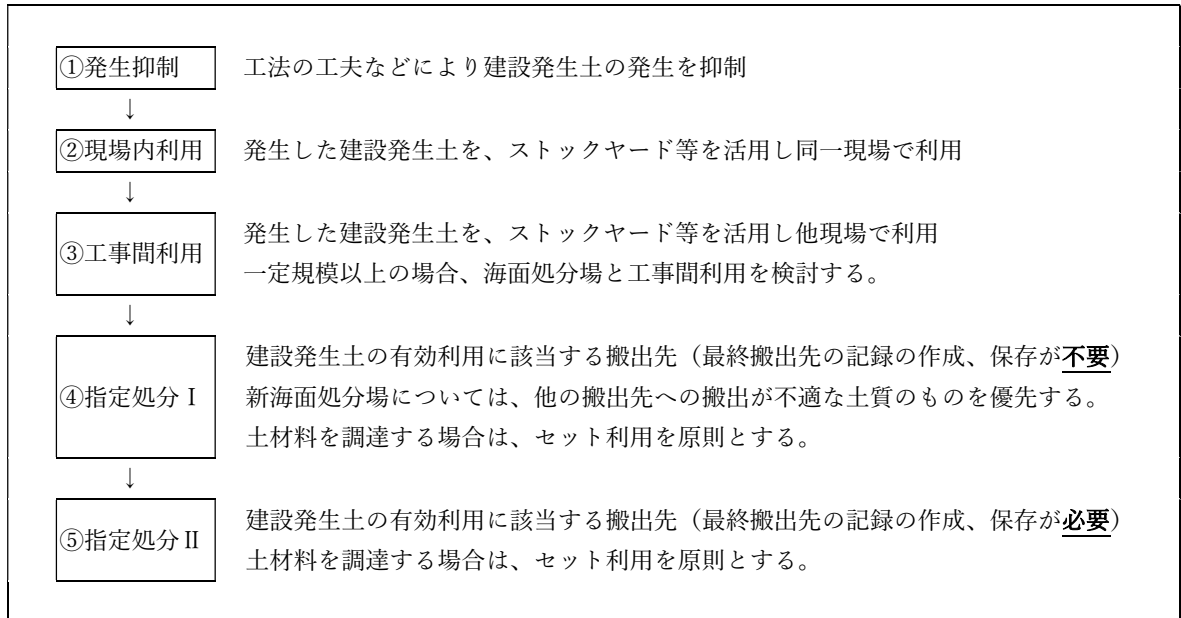 ①発生抑制 工法の工夫などにより建設発生土の発生を抑制
↓
②現場内利用 発生した建設発生土を、ストックヤード等を活用し同一現場で利用
↓
発生した建設発生土を、ストックヤード等を活用し他現場で利用
③工事間利用
一定規模以上の場合、海面処分場と工事間利用を検討する。
↓
建設発生土の有効利用に該当する搬出先（最終搬出先の記録の作成、保存が不要）
④指定処分Ⅰ 新海面処分場については、他の搬出先への搬出が不適な土質のものを優先する。
土材料を調達する場合は、セット利用を原則とする。
↓
建設発生土の有効利用に該当する搬出先（最終搬出先の記録の作成、保存が必要）
⑤指定処分Ⅱ
土材料を調達する場合は、セット利用を原則とする。